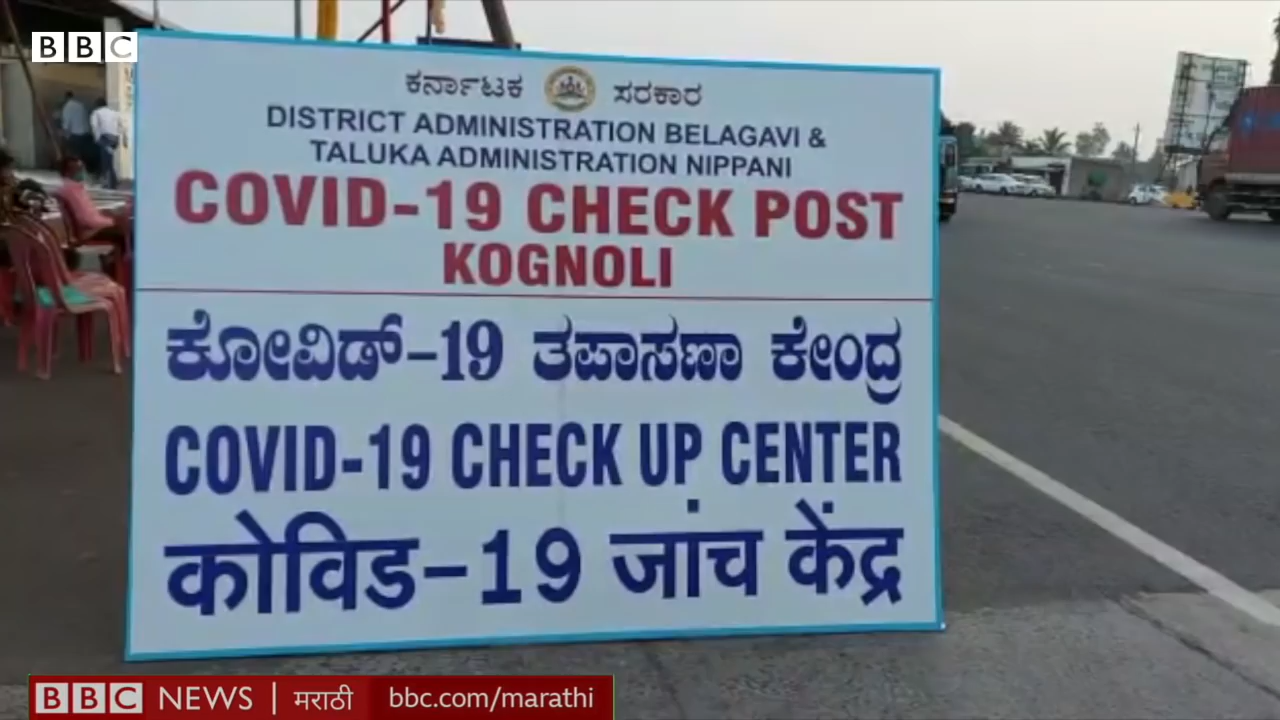 BBC
ಕರ್ನಾಟಕ ಸರಕಾರ
DISTRICT ADMINISTRATION BELAGAVI &
TALUKA ADMINISTRATION NIPPANI
COVID-19 CHECK POST
KOGNOLI
ಕೋವಿಡ್-19 ತಪಾಸಣಾ ಕೇಂದ್ರ
COVID-19 CHECK UP CENTER
कोविड-19 जांच केंद्र
BBC NEWS | मराठी bbc.com/marathi